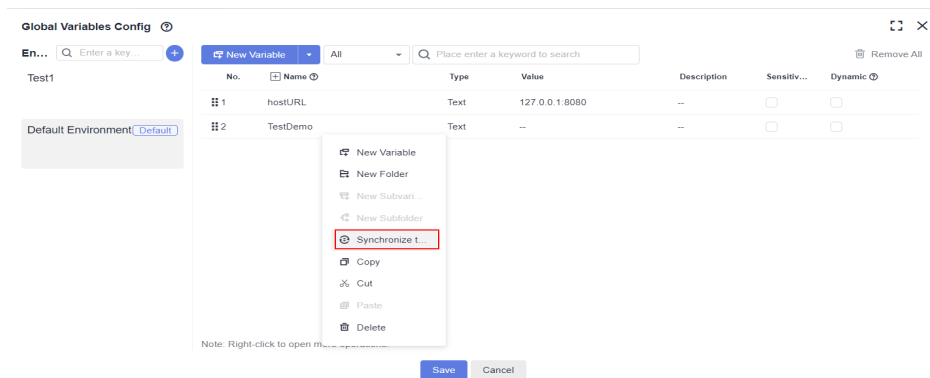 Global Variables Config
En... Enter a key...
New Variable All Place enter a keyword to search Remove All
No. Name Type Value Description Sensitiv... Dynamic
Test1
1 hostURL Text 127.0.0.1:8080 --
Default Environment Default
2 TestDemo Text -- --
New Variable
New Folder
New Subvari...
New Subfolder
Synchronize t...
Copy
Cut
Paste
Delete
Note: Right-click to open more operations.
Save Cancel